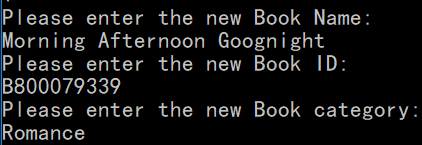 Please enter the new Book Name:
Morning Afternoon Goognight
Please enter the new Book ID:
B800079339
Please enter the new Book category:
Romance